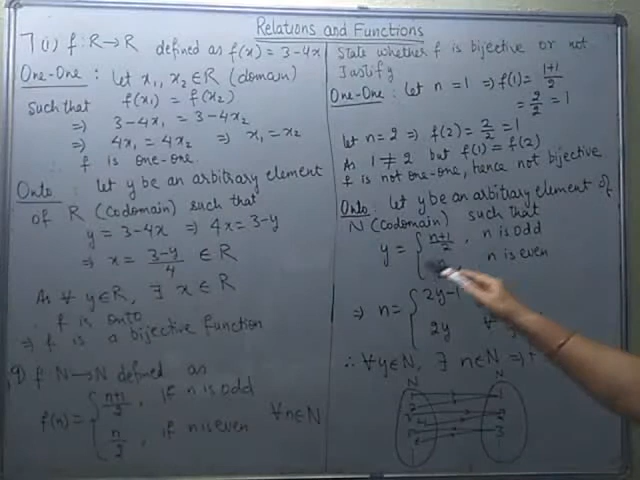 Relations and Functions
7(i) f: R→R defined as f(x) = 3-4x
One-One : let x₁, x₂ ∈ R (domain)
such that f(x₁) = f(x₂)
⇒) 3-4x₁ = 3-4x₂
⇒) 4x₁ = 4x₂ ⇒ x₁ = x₂
∴ f is one-one.
Onto : let y be an arbitrary element
of R (Codomain) such that
y = 3-4x ⇒ 4x = 3-y
⇒ x = (3-y)/4 ∈ R
As ∀ y∈R, ∃ x ∈ R
∴ f is onto
⇒ f is a bijective function
9) f N→N defined as
f(n) = { (n+1)/2 , if n is odd
n/2 , if n is even ∀n∈N
State whether f is bijective or not
Justify
One-One : Let n = 1 ⇒ f(1) = (1+1)/2
= 2/2 = 1
let n=2 ⇒ f(2) = 2/2 = 1
As 1 ≠ 2 but f(1) = f(2)
f is not one-one, hence not bijective
Onto : let y be an arbitrary element of
N (Codomain) such that
y = { (n+1)/2 , n is odd
n is even
⇒ n = { 2y-1
2y ∀
∴ ∀y∈N, ∃ n∈N ⇒ f
N N
1 1
2 2
3 3
4